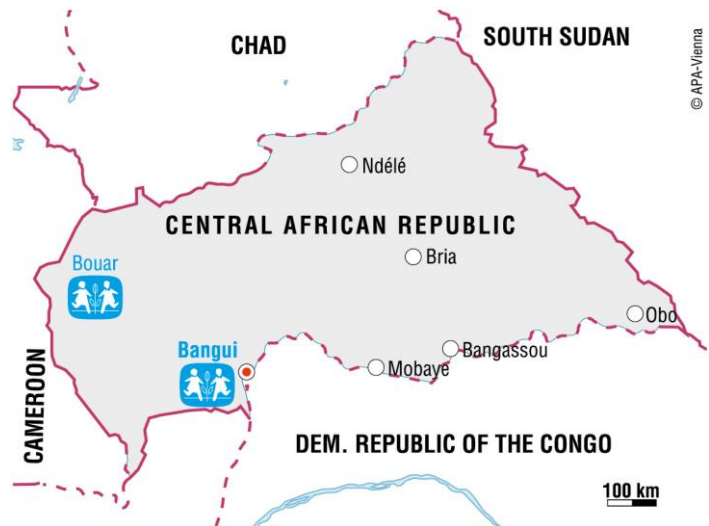 CHAD
SOUTH SUDAN
© APA-Vienna
Ndélé
CENTRAL AFRICAN REPUBLIC
Bouar
Bria
Obo
Bangui
Bangassou
Mobaye
CAMEROON
DEM. REPUBLIC OF THE CONGO
100 km